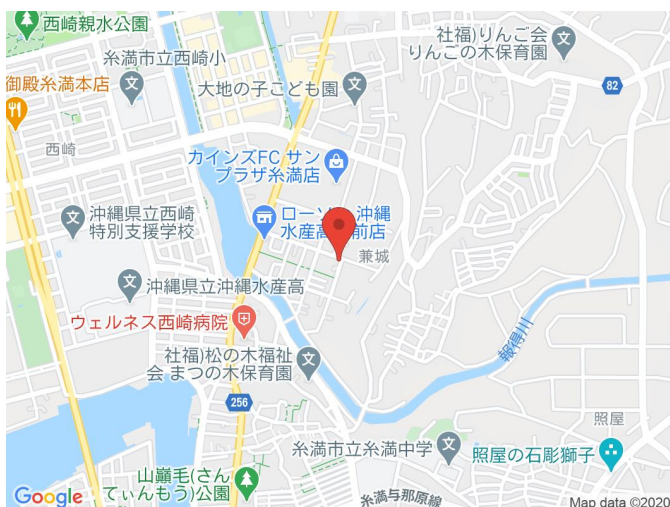 西崎親水公園
社福)りんご会
りんごの木保育園
糸満市立西崎小
大地の子こども園
御殿糸満本店
82
西崎
カインズFC サン
プラザ糸満店
沖縄県立西崎
特別支援学校
ローソン 沖縄
水産高 前店
兼城
沖縄県立沖縄水産高
ウェルネス西崎病院
報得川
社福)松の木福祉
会 まつの木保育園
256
照屋
糸満市立糸満中学
照屋の石彫獅子
山巓毛(さん
てぃんもう)公園
糸満与那原線
Google
Map data ©2020